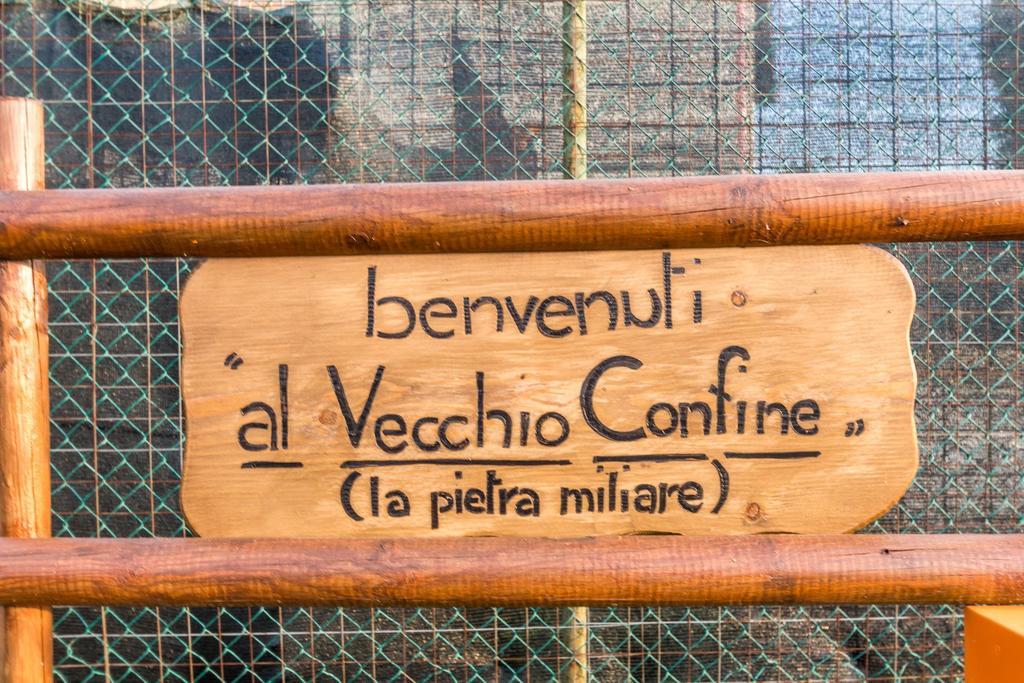 benvenuti
"al Vecchio Confine"
(la pietra miliare)